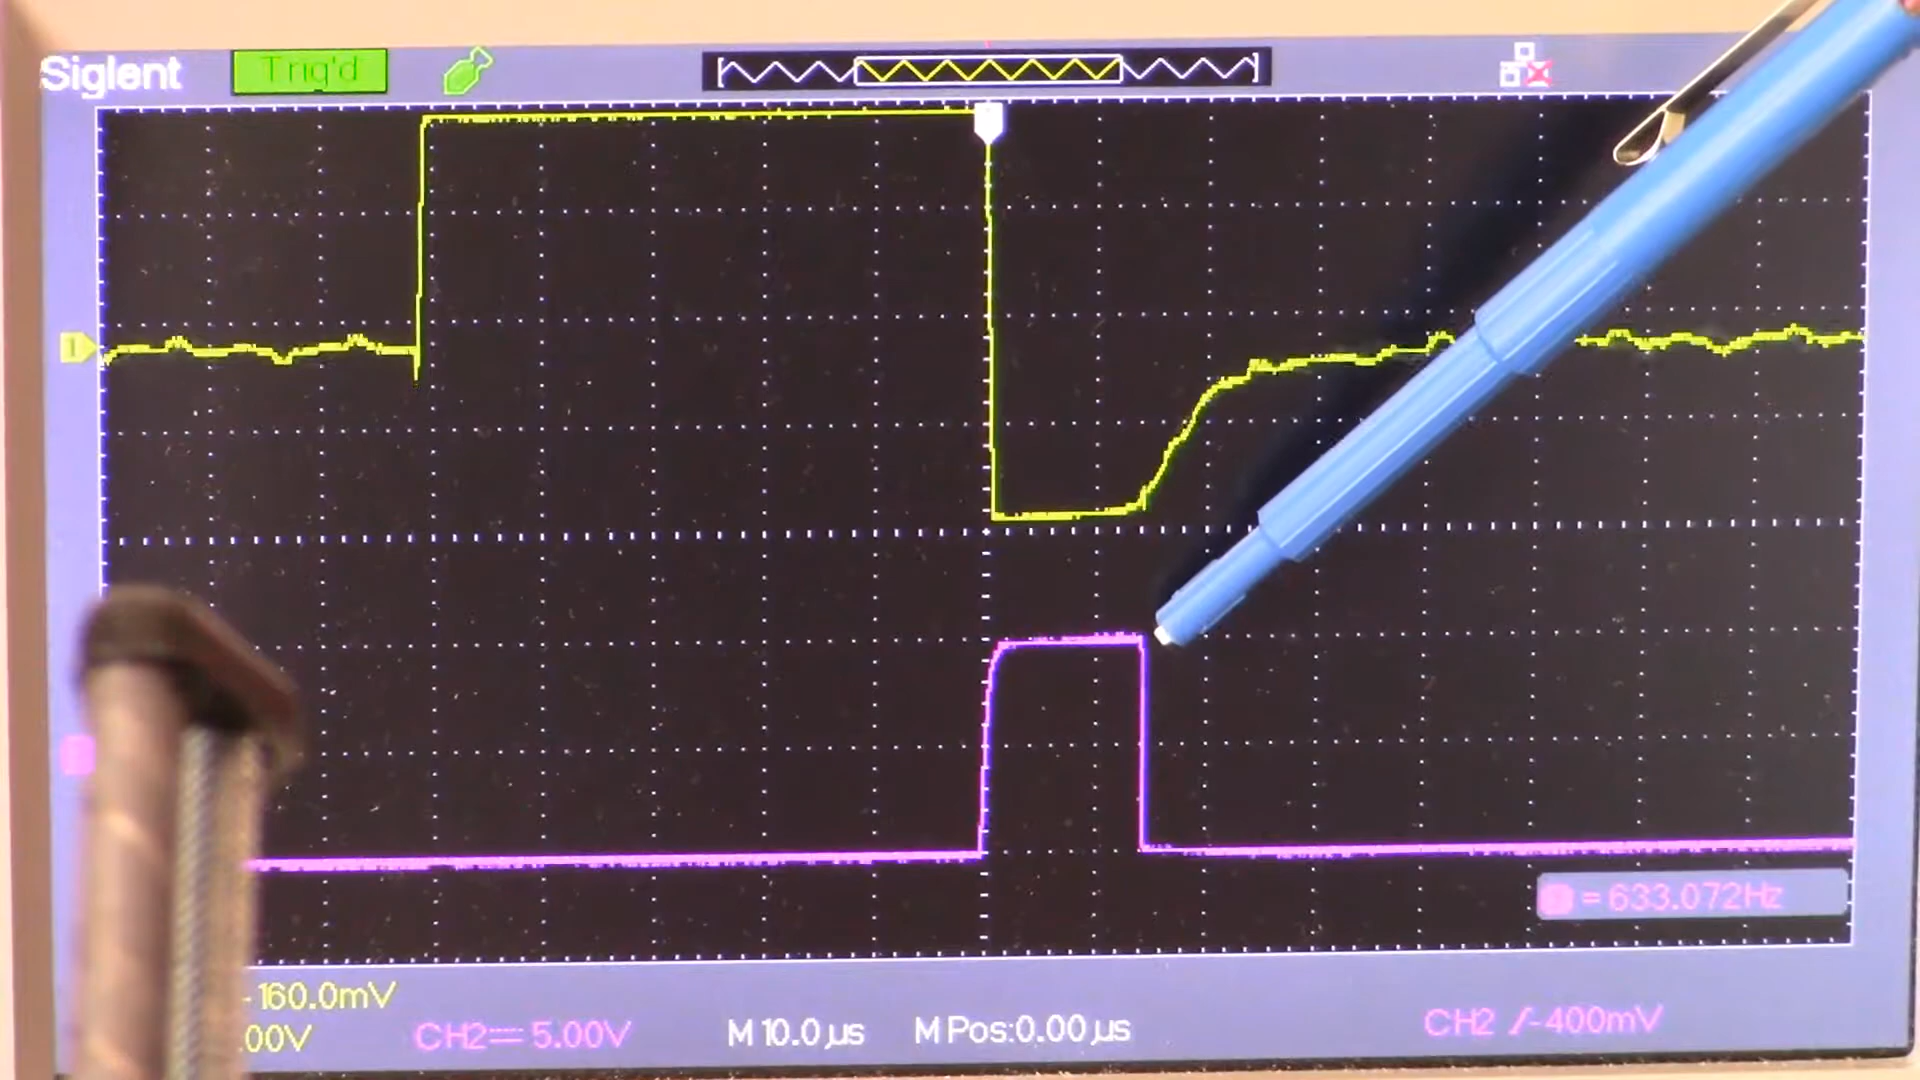 Siglent Trig'd
1
= 633.072Hz
-160.0mV
.00V CH2 5.00V M 10.0µs M Pos:0.00µs CH2 -400mV